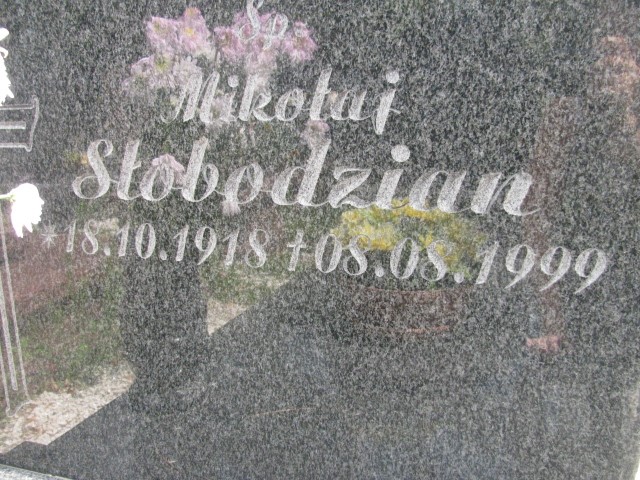 Śp.
Mikołaj
Słobodzian
*18.10.1918 †08.08.1999